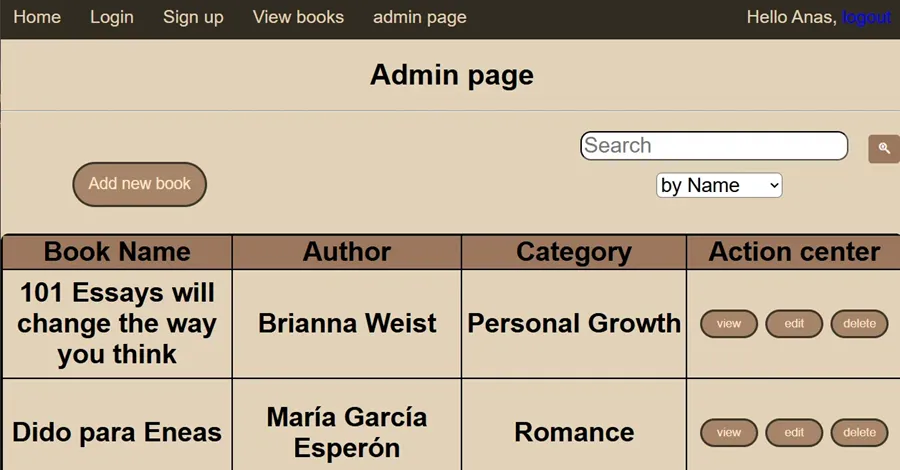 Home Login Sign up View books admin page Hello Anas, logout
Admin page
Search
Add new book
by Name
Book Name Author Category Action center
101 Essays will
change the way
you think
Brianna Weist
Personal Growth
view edit delete
Dido para Eneas
María García
Esperón
Romance
view edit delete